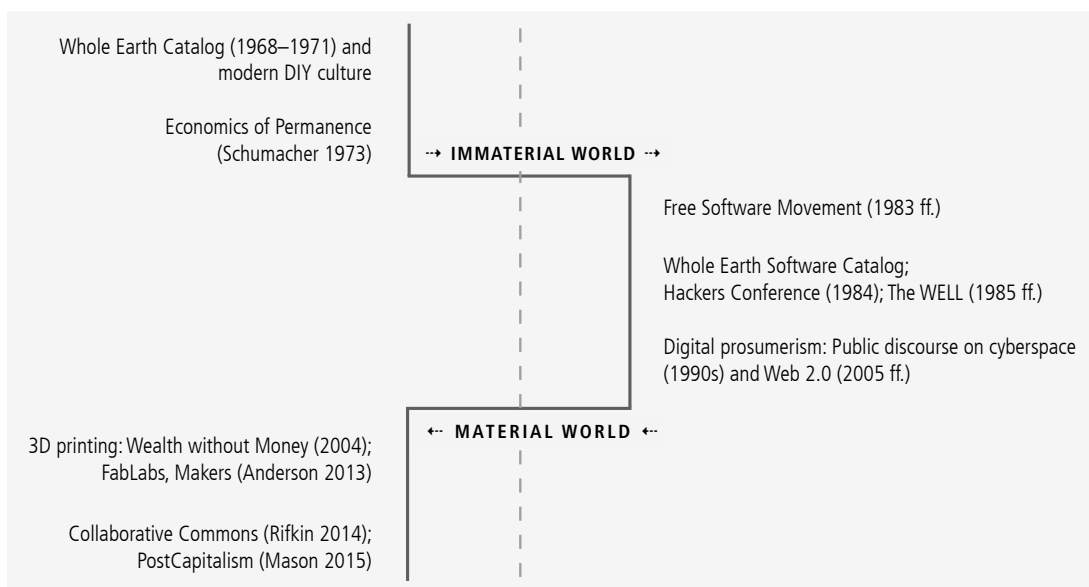 Whole Earth Catalog (1968–1971) and
modern DIY culture
Economics of Permanence
(Schumacher 1973)
⇢ IMMATERIAL WORLD ⇢
Free Software Movement (1983 ff.)
Whole Earth Software Catalog;
Hackers Conference (1984); The WELL (1985 ff.)
Digital prosumerism: Public discourse on cyberspace
(1990s) and Web 2.0 (2005 ff.)
⇠ MATERIAL WORLD ⇠
3D printing: Wealth without Money (2004);
FabLabs, Makers (Anderson 2013)
Collaborative Commons (Rifkin 2014);
PostCapitalism (Mason 2015)